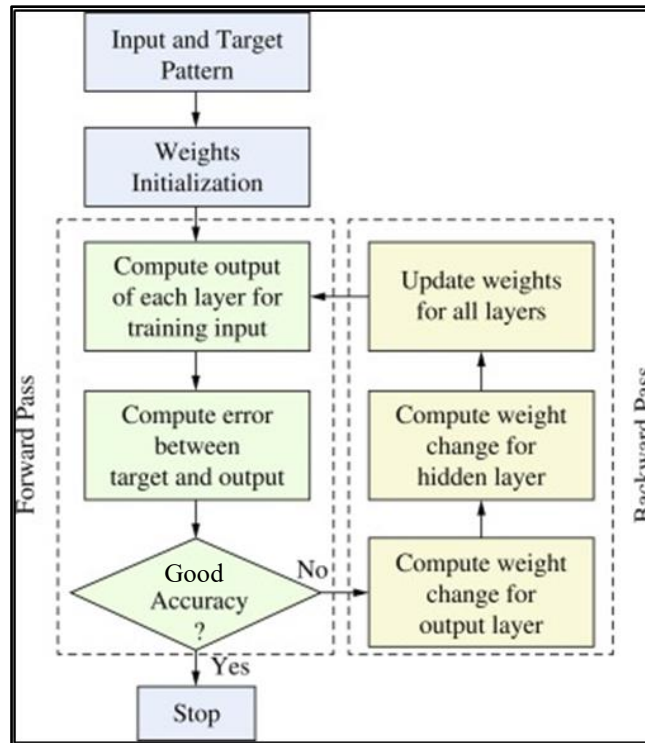 Input and Target
Pattern
Weights
Initialization
Compute output
of each layer for
training input
Compute error
between
target and output
Good
Accuracy
?
No
Yes
Stop
Forward Pass
Update weights
for all layers
Compute weight
change for
hidden layer
Compute weight
change for
output layer
Backward Pass